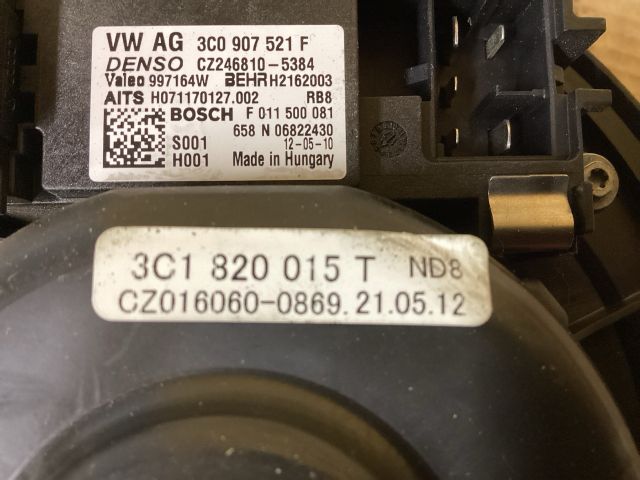 VW AG 3C0 907 521 F
DENSO CZ246810-5384
Valeo 997164W BEHR H2162003
AITS H071170127.002 RB8
BOSCH F 011 500 081
658 N 06822430
S001 12-05-10
H001 Made in Hungary
3C1 820 015 T ND8
CZ016060-0869. 21.05.12